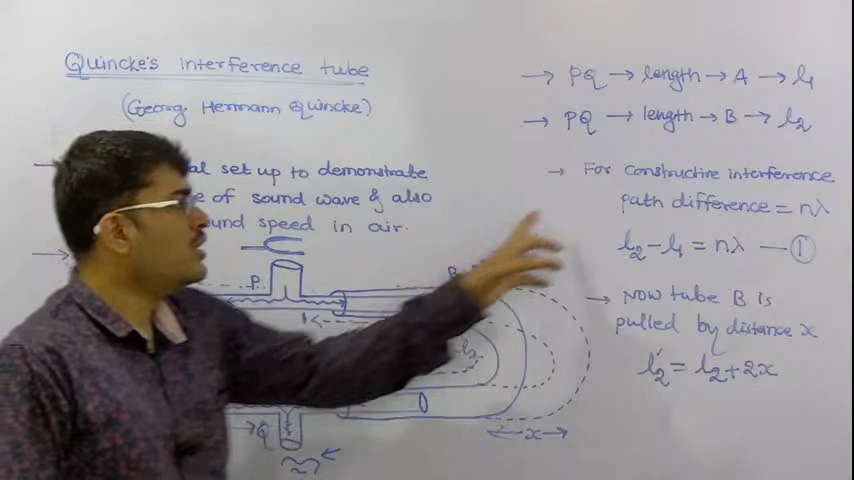 Quincke's interference tube
(Georg Hermann Quincke)
→ al set up to demonstrate
e of sound wave & also
und speed in air.
→
P
B
l₂
Q
x
→ PQ → length → A → l₁
→ PQ → length → B → l₂
→ For constructive interference
path difference = nλ
l₂ - l₁ = nλ — ①
→ Now tube B is
pulled by distance x
l₂' = l₂ + 2x